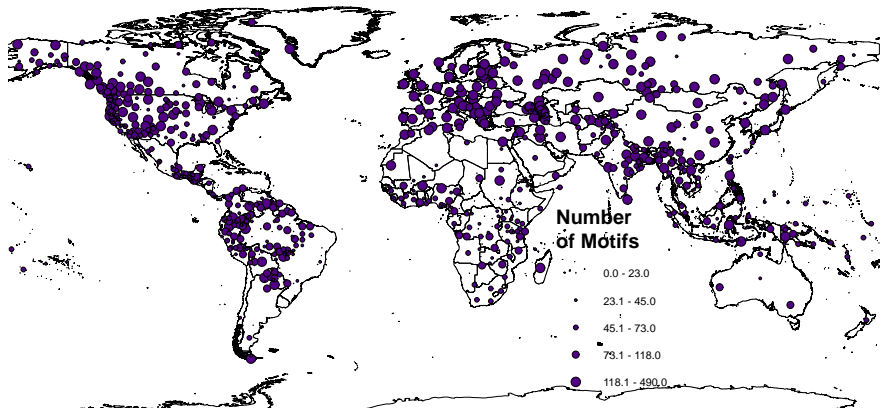 Number
of Motifs
0.0 - 23.0
23.1 - 45.0
45.1 - 73.0
73.1 - 118.0
118.1 - 490.0